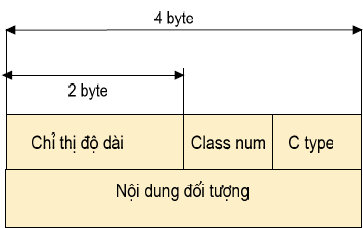 4 byte
2 byte
Chỉ thị độ dài Class num C type
Nội dung đối tượng